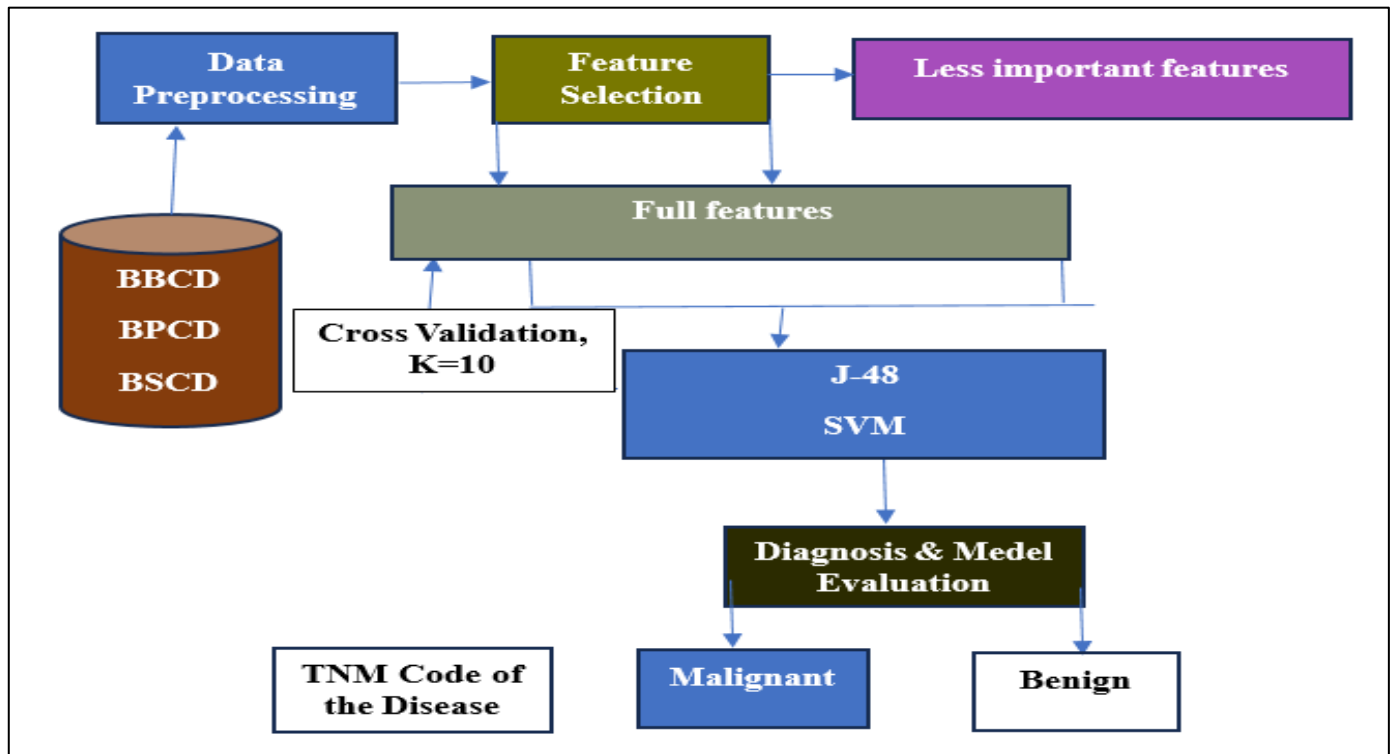 Data
Preprocessing
Feature
Selection
Less important features
Full features
BBCD
BPCD
BSCD
Cross Validation,
K=10
J-48
SVM
Diagnosis & Medel
Evaluation
TNM Code of
the Disease
Malignant
Benign